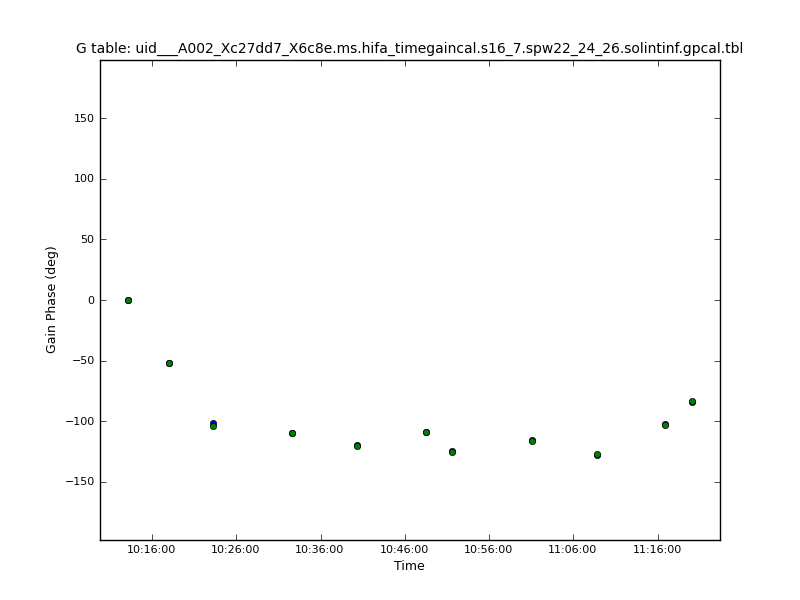 G table: uid___A002_Xc27dd7_X6c8e.ms.hifa_timegaincal.s16_7.spw22_24_26.solintinf.gpcal.tbl
150
100
50
0
−50
−100
−150
Gain Phase (deg)
10:16:00 10:26:00 10:36:00 10:46:00 10:56:00 11:06:00 11:16:00
Time